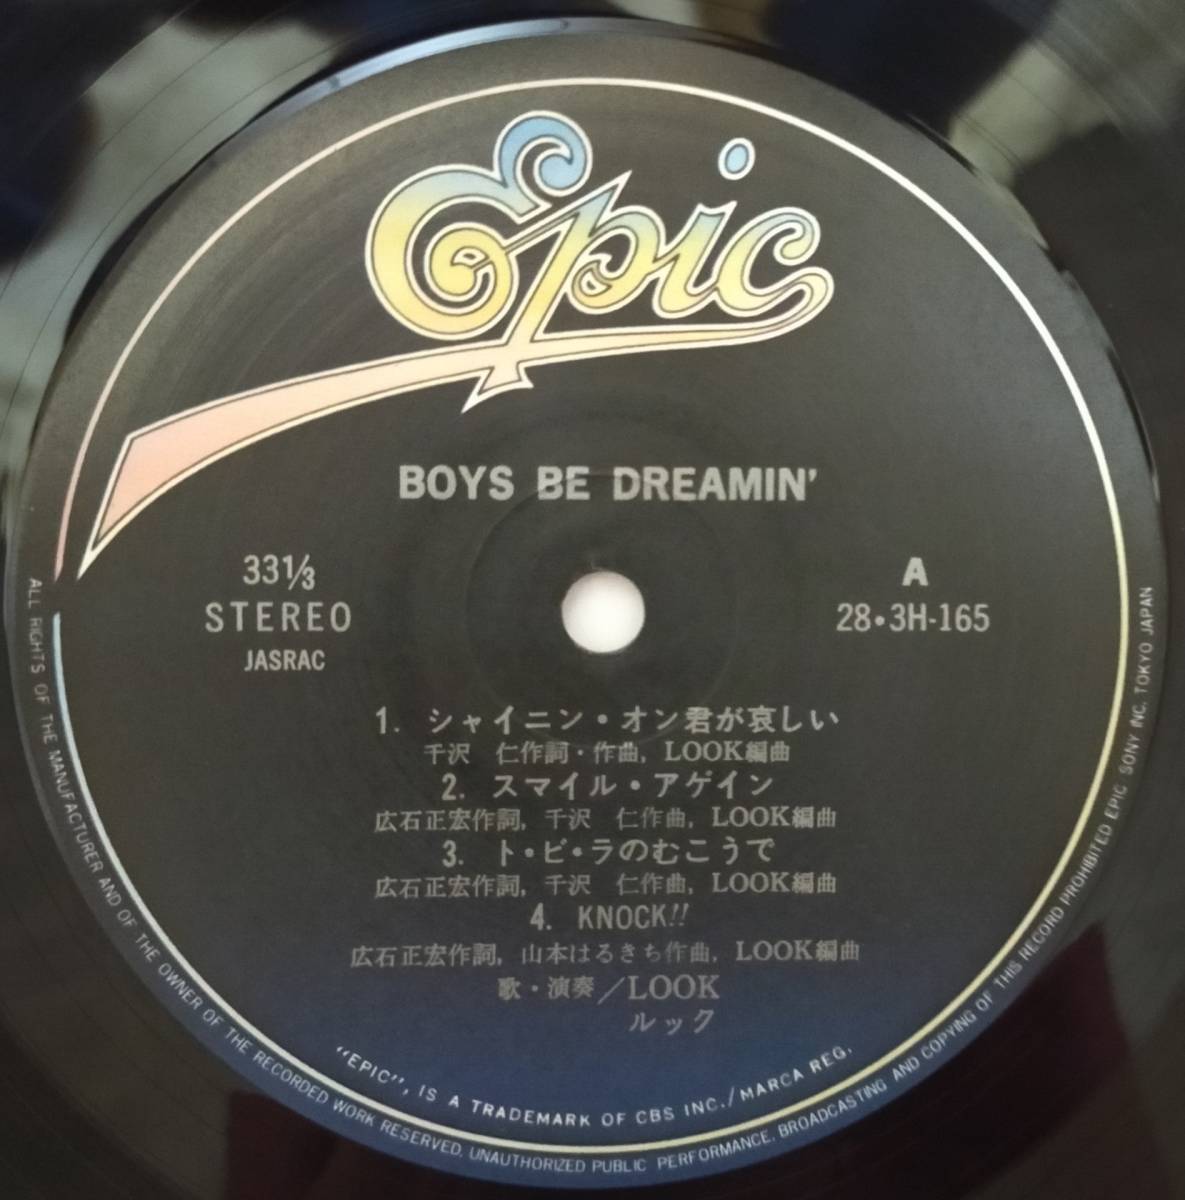 Epic
BOYS BE DREAMIN'
33⅓
STEREO
JASRAC
A
28・3H-165
1. シャイニン・オン君が哀しい
千沢 仁作詞・作曲, LOOK編曲
2. スマイル・アゲイン
広石正宏作詞, 千沢 仁作曲, LOOK編曲
3. ト・ビ・ラのむこうで
広石正宏作詞, 千沢 仁作曲, LOOK編曲
4. KNOCK!!
広石正宏作詞, 山本はるきち作曲, LOOK編曲
歌・演奏／LOOK
ルック
"EPIC", IS A TRADEMARK OF CBS INC./MARCA REG.
ALL RIGHTS OF THE MANUFACTURER AND OF THE OWNER OF THE RECORDED WORK RESERVED. UNAUTHORIZED PUBLIC PERFORMANCE. BROADCASTING AND COPYING OF THIS RECORD PROHIBITED EPIC SONY INC. TOKYO JAPAN